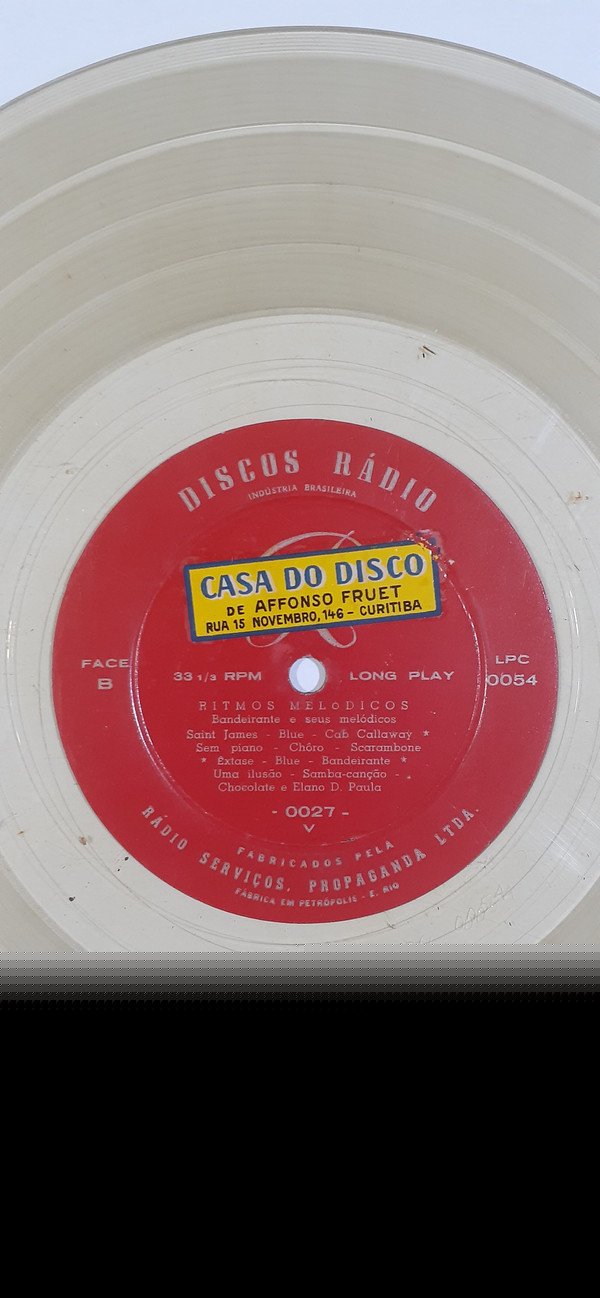 DISCOS RÁDIO
INDÚSTRIA BRASILEIRA
CASA DO DISCO
DE AFFONSO FRUET
RUA 15 NOVEMBRO, 146 - CURITIBA
FACE
B
33 1/3 RPM
LONG PLAY
LPC
0054
RITMOS MELóDICOS
Bandeirante e seus melódicos
Saint James - Blue - Cab Callaway *
Sem piano - Chôro - Scarambone
* Êxtase - Blue - Bandeirante *
Uma ilusão - Samba-canção -
Chocolate e Elano D. Paula
- 0027 -
V
FABRICADOS PELA
RÁDIO SERVIÇOS, PROPAGANDA LTDA.
FÁBRICA EM PETRÓPOLIS - E. RIO